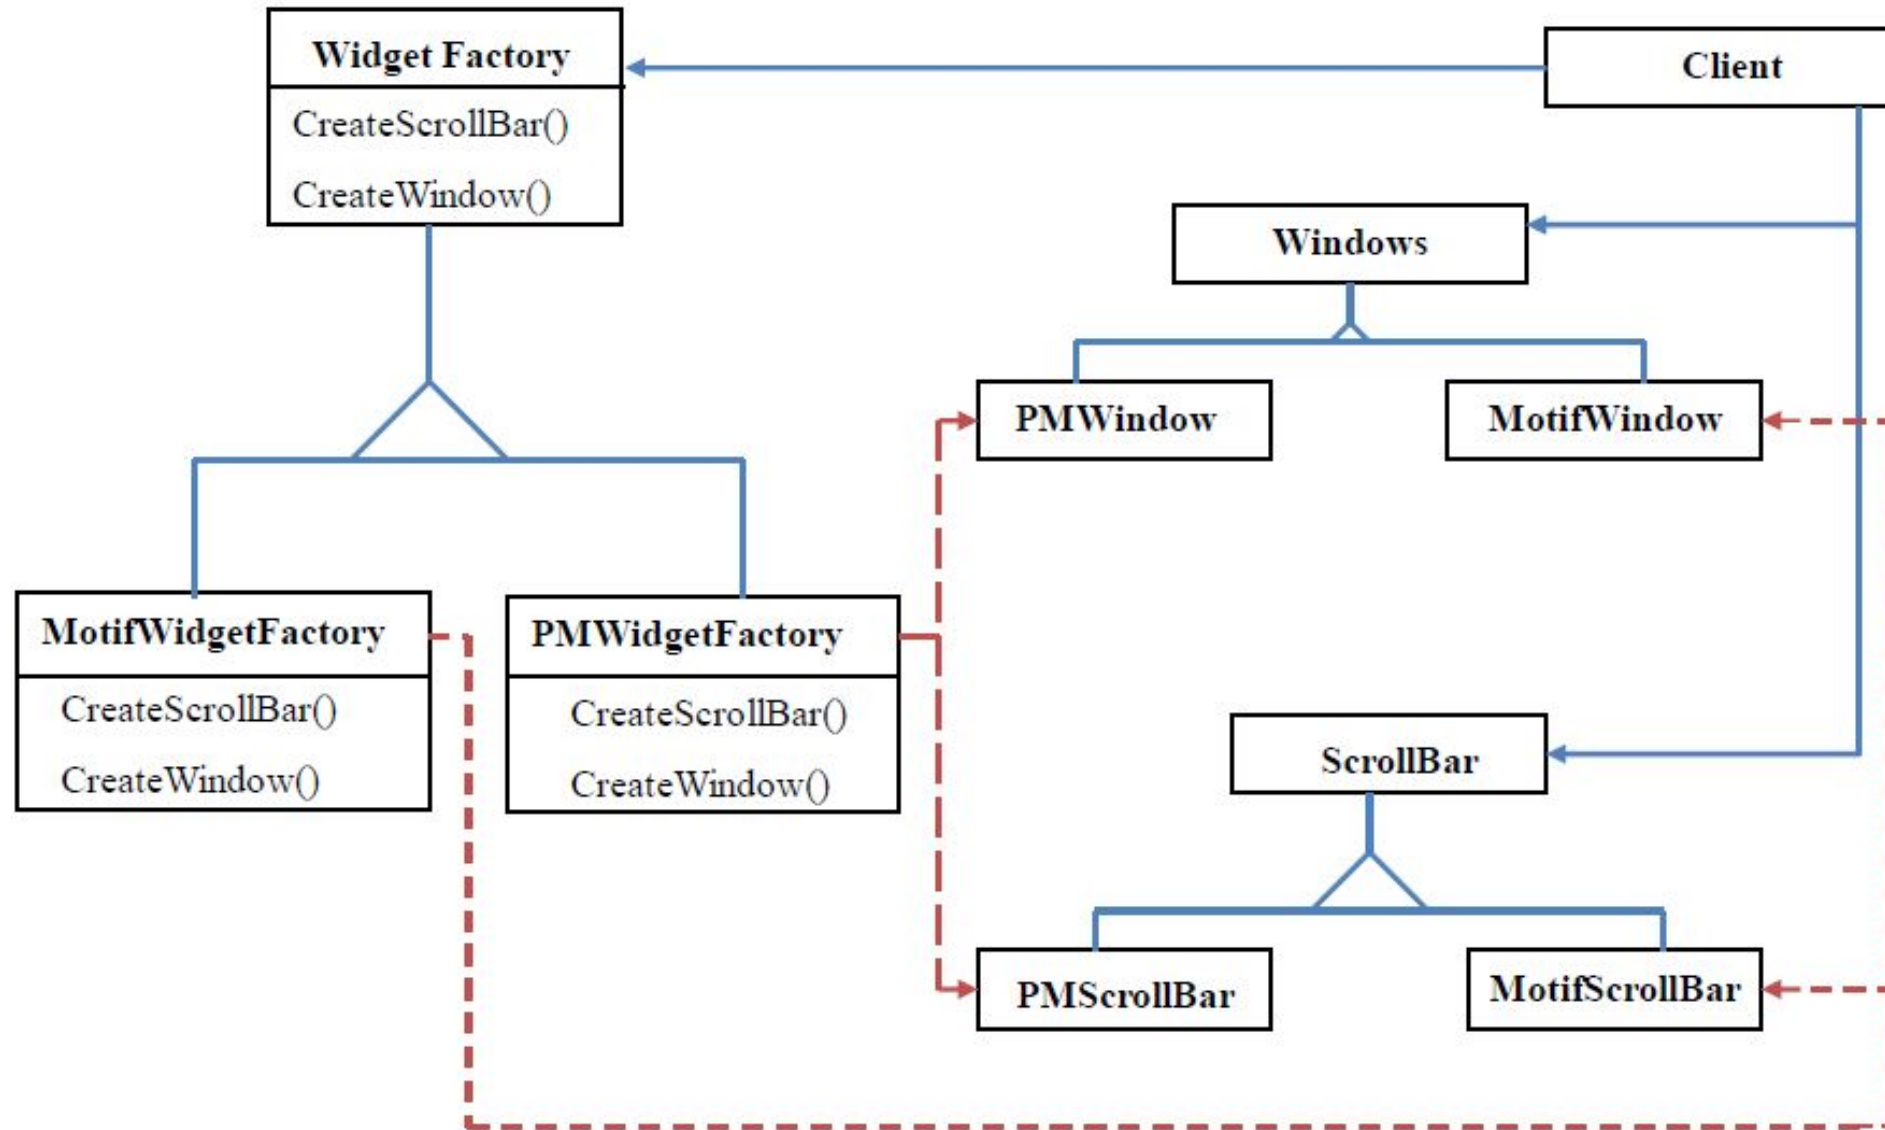 Widget Factory
CreateScrollBar()
CreateWindow()
Client
Windows
PMWindow
MotifWindow
MotifWidgetFactory
CreateScrollBar()
CreateWindow()
PMWidgetFactory
CreateScrollBar()
CreateWindow()
ScrollBar
PMScrollBar
MotifScrollBar